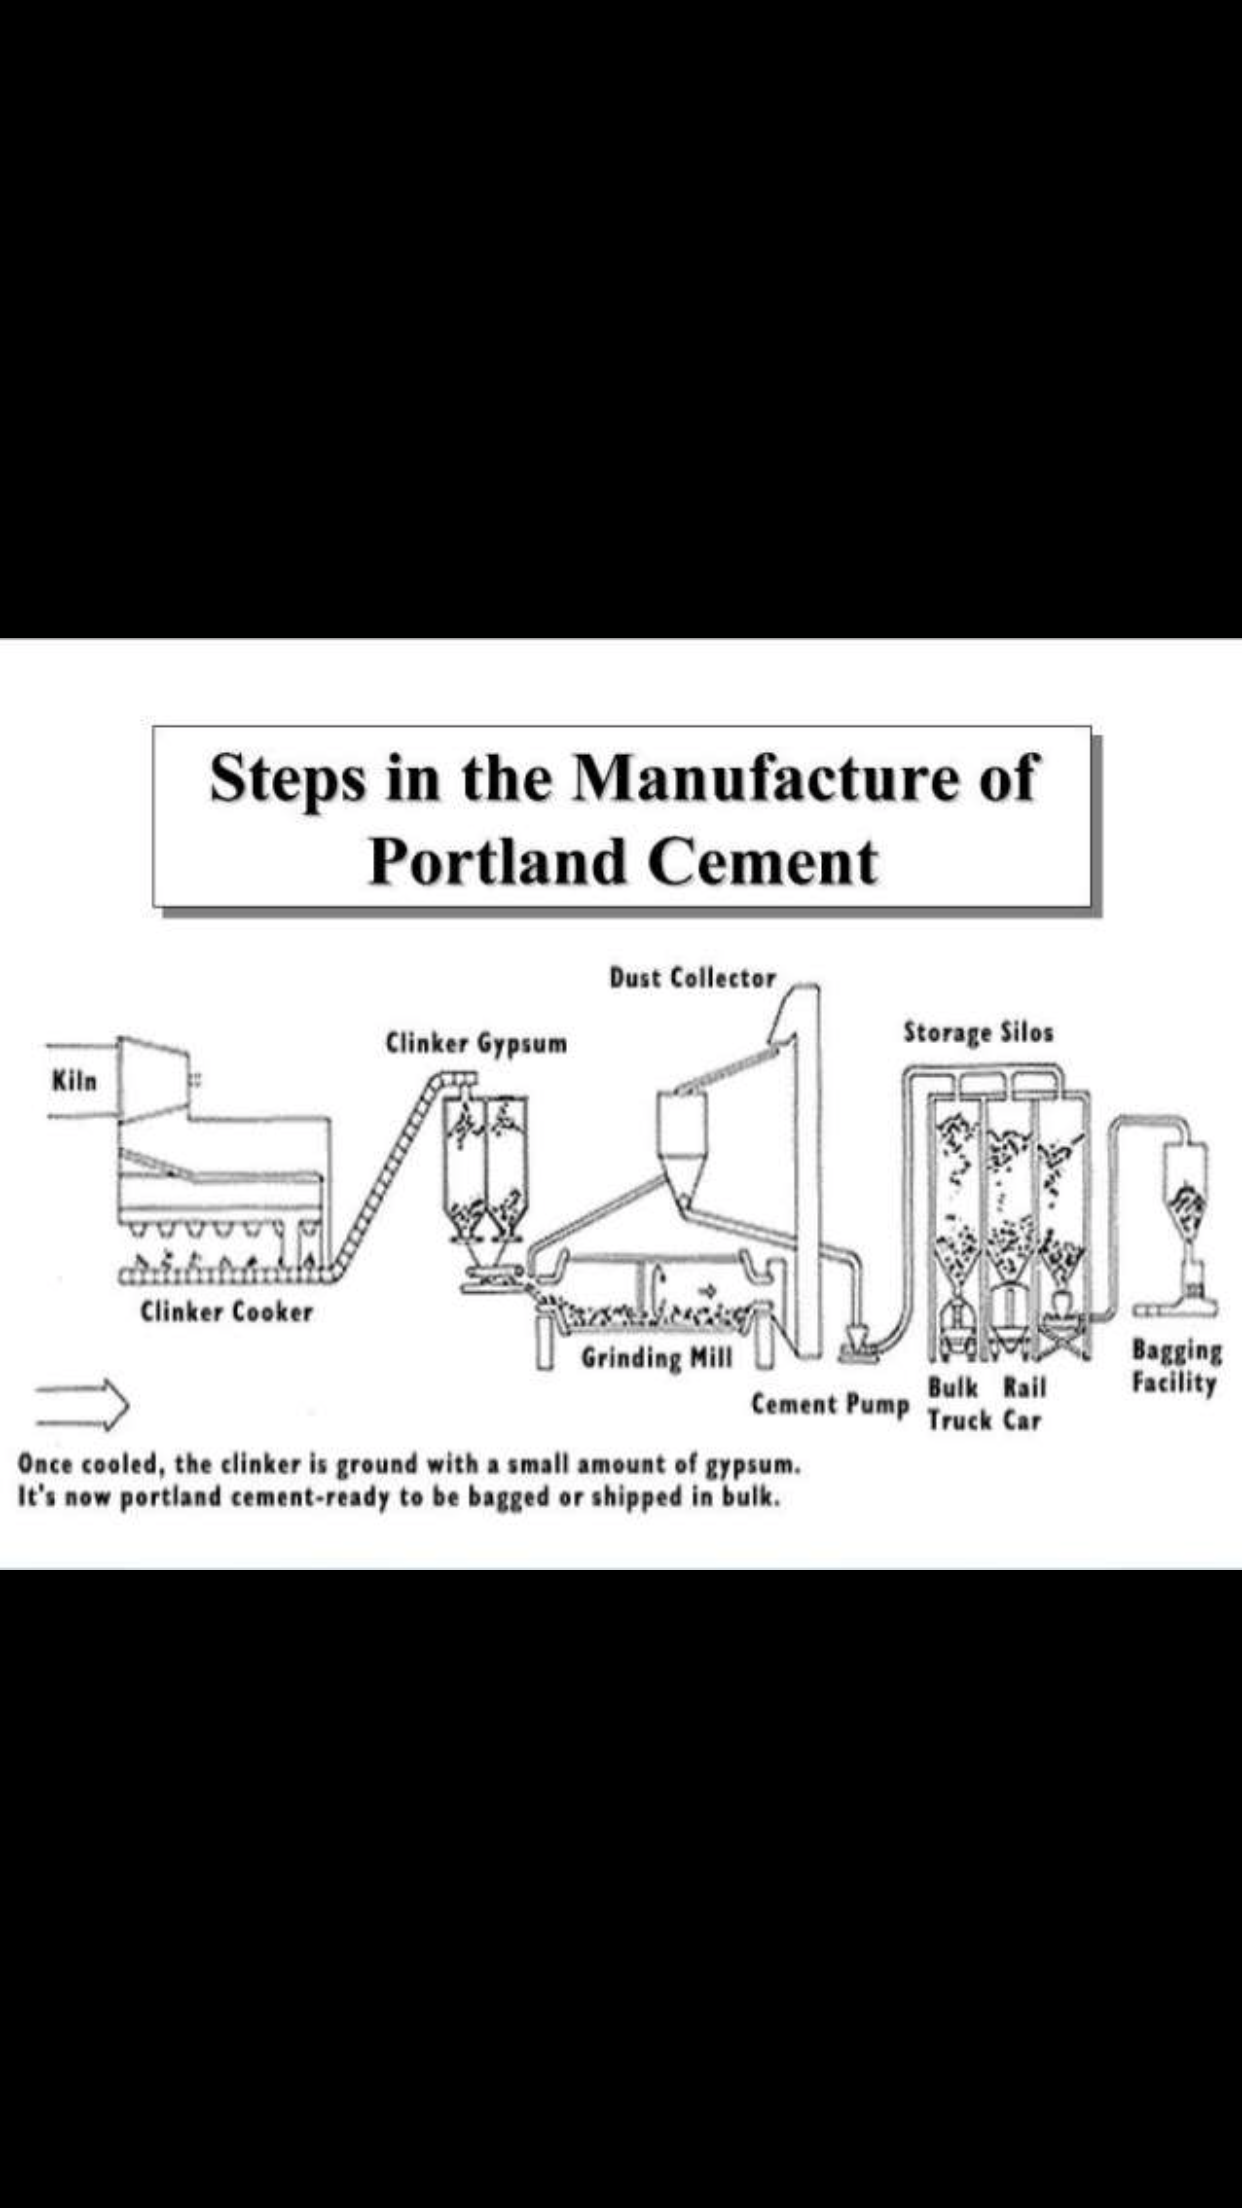 Steps in the Manufacture of
Portland Cement
Dust Collector
Storage Silos
Clinker Gypsum
Kiln
Clinker Cooker
Grinding Mill
Cement Pump
Bulk Truck
Rail Car
Bagging
Facility
Once cooled, the clinker is ground with a small amount of gypsum.
It's now portland cement-ready to be bagged or shipped in bulk.